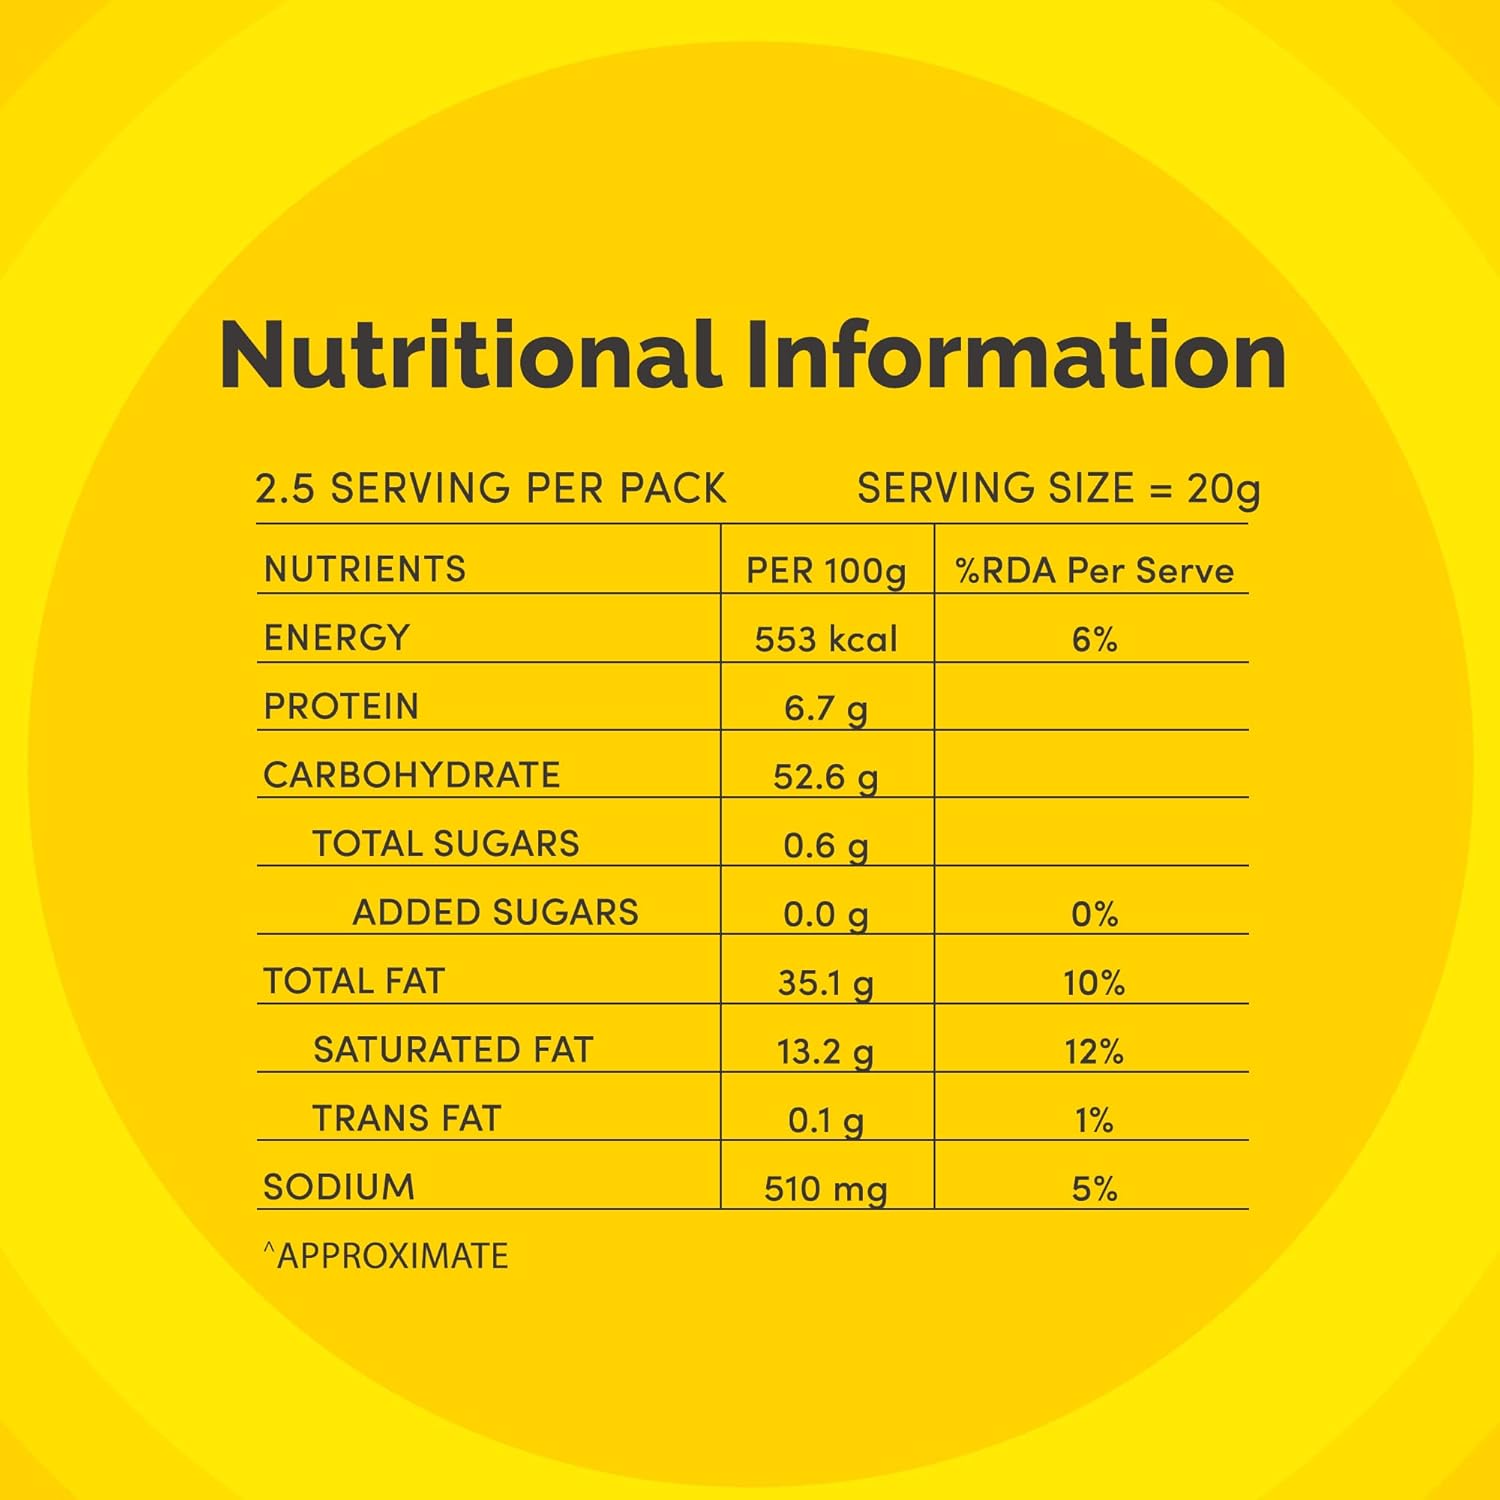 Nutritional Information
2.5 SERVING PER PACK SERVING SIZE = 20g
NUTRIENTS PER 100g %RDA Per Serve
ENERGY 553 kcal 6%
PROTEIN 6.7 g
CARBOHYDRATE 52.6 g
TOTAL SUGARS 0.6 g
ADDED SUGARS 0.0 g 0%
TOTAL FAT 35.1 g 10%
SATURATED FAT 13.2 g 12%
TRANS FAT 0.1 g 1%
SODIUM 510 mg 5%
^APPROXIMATE